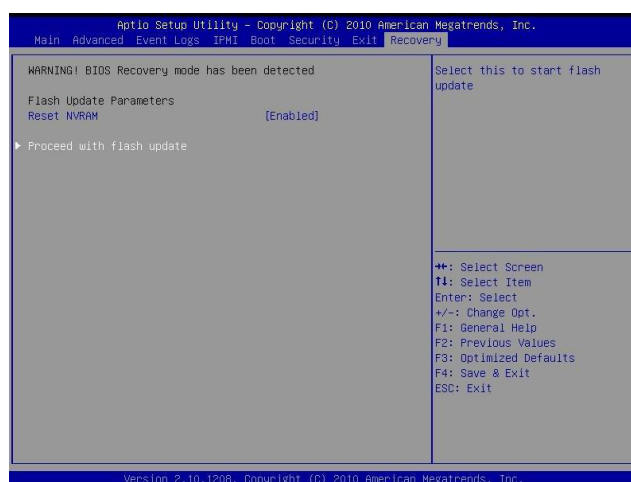 Aptio Setup Utility – Copyright (C) 2010 American Megatrends, Inc.
Main Advanced Event Logs IPMI Boot Security Exit Recovery
WARNING! BIOS Recovery mode has been detected
Flash Update Parameters
Reset NVRAM [Enabled]
Proceed with flash update
Select this to start flash
update
→←: Select Screen
↑↓: Select Item
Enter: Select
+/-: Change Opt.
F1: General Help
F2: Previous Values
F3: Optimized Defaults
F4: Save & Exit
ESC: Exit
Version 2.10.1208. Copyright (C) 2010 American Megatrends, Inc.